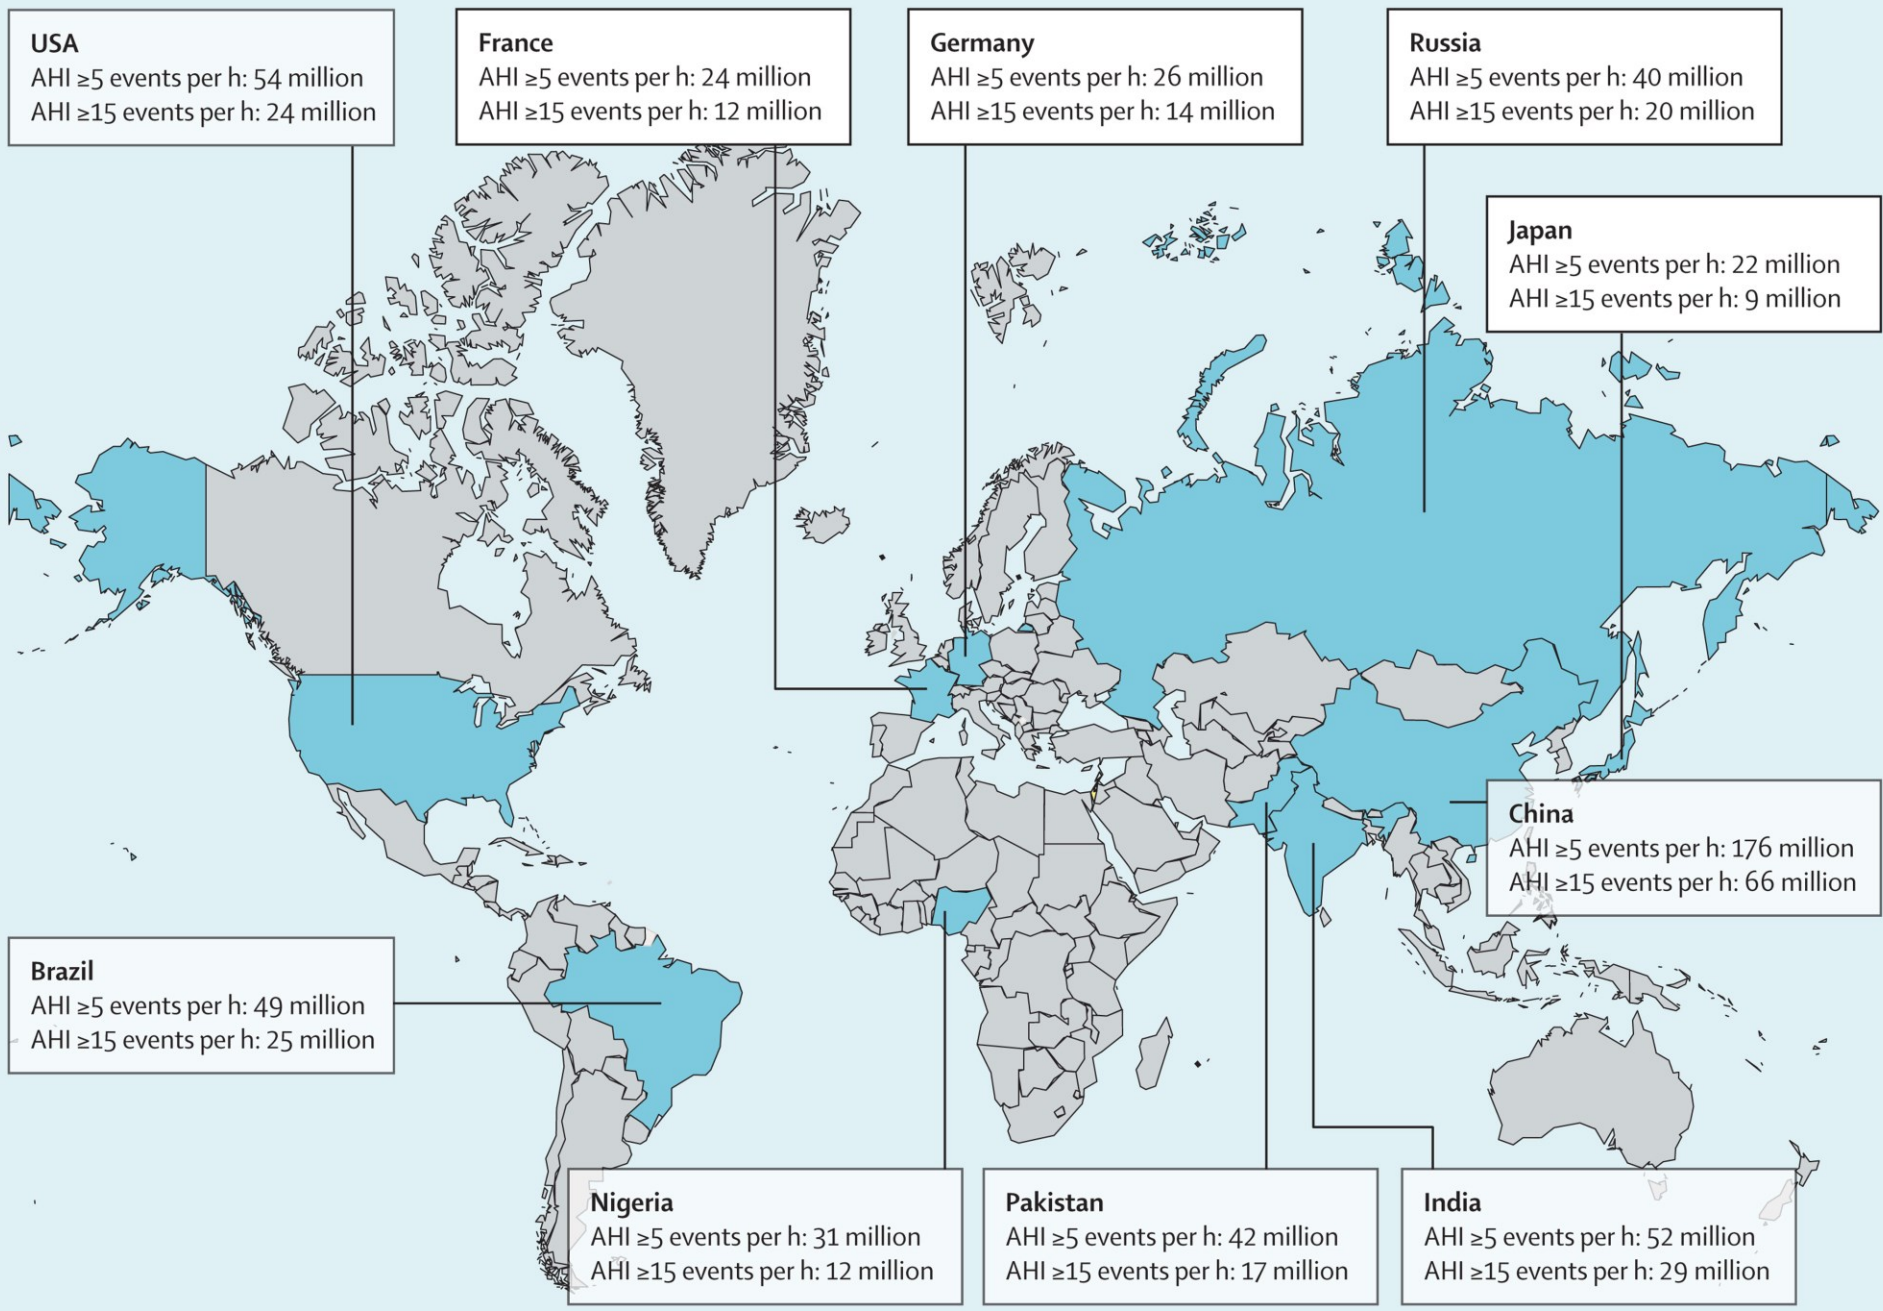 USA
AHI ≥5 events per h: 54 million
AHI ≥15 events per h: 24 million
France
AHI ≥5 events per h: 24 million
AHI ≥15 events per h: 12 million
Germany
AHI ≥5 events per h: 26 million
AHI ≥15 events per h: 14 million
Russia
AHI ≥5 events per h: 40 million
AHI ≥15 events per h: 20 million
Japan
AHI ≥5 events per h: 22 million
AHI ≥15 events per h: 9 million
China
AHI ≥5 events per h: 176 million
AHI ≥15 events per h: 66 million
Brazil
AHI ≥5 events per h: 49 million
AHI ≥15 events per h: 25 million
Nigeria
AHI ≥5 events per h: 31 million
AHI ≥15 events per h: 12 million
Pakistan
AHI ≥5 events per h: 42 million
AHI ≥15 events per h: 17 million
India
AHI ≥5 events per h: 52 million
AHI ≥15 events per h: 29 million